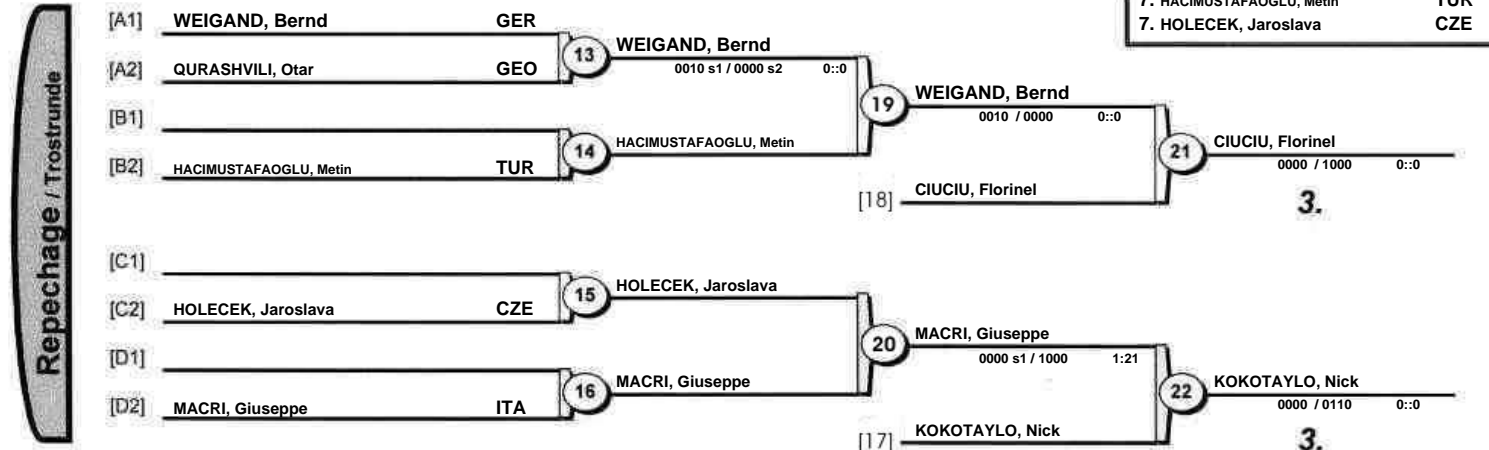 7. HACIMUSTAFAOGLU, Metin TUR
7. HOLECEK, Jaroslava CZE
Repechage / Trostrunde
[A1] WEIGAND, Bernd GER
[A2] QURASHVILI, Otar GEO
13 WEIGAND, Bernd
0010 s1 / 0000 s2 0::0
[B1]
[B2] HACIMUSTAFAOGLU, Metin TUR
14 HACIMUSTAFAOGLU, Metin
19 WEIGAND, Bernd
0010 / 0000 0::0
[18] CIUCIU, Florinel
21 CIUCIU, Florinel
0000 / 1000 0::0
3.
[C1]
[C2] HOLECEK, Jaroslava CZE
15 HOLECEK, Jaroslava
[D1]
[D2] MACRI, Giuseppe ITA
16 MACRI, Giuseppe
20 MACRI, Giuseppe
0000 s1 / 1000 1:21
[17] KOKOTAYLO, Nick
22 KOKOTAYLO, Nick
0000 / 0110 0::0
3.